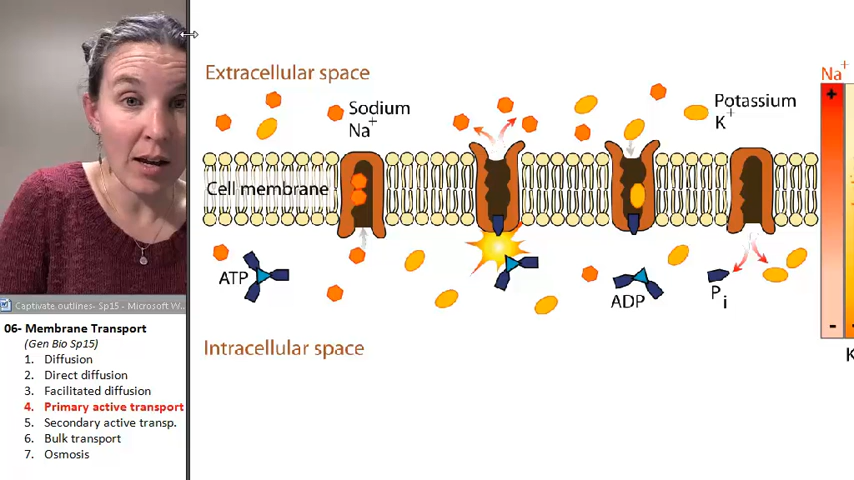 Extracellular space
Sodium
Na+
Potassium
K+
Na+
+
Cell membrane
ATP
ADP
Pi
-
Intracellular space
K
Captivate outlines- Sp15 - Microsoft W...
06- Membrane Transport
(Gen Bio Sp15)
1. Diffusion
2. Direct diffusion
3. Facilitated diffusion
4. Primary active transport
5. Secondary active transp.
6. Bulk transport
7. Osmosis